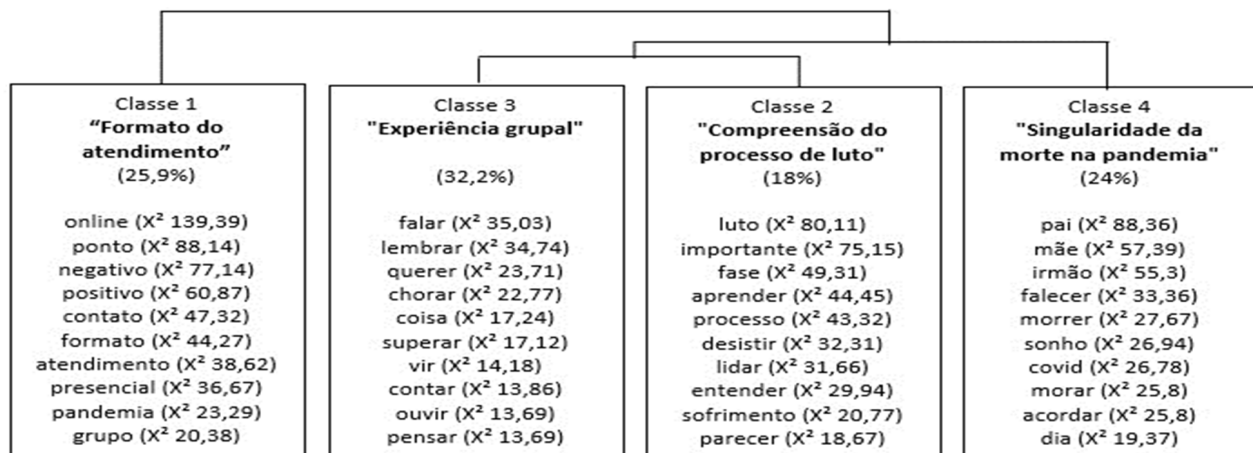 Classe 1
“Formato do
atendimento”
(25,9%)
online (X² 139,39)
ponto (X² 88,14)
negativo (X² 77,14)
positivo (X² 60,87)
contato (X² 47,32)
formato (X² 44,27)
atendimento (X² 38,62)
presencial (X² 36,67)
pandemia (X² 23,29)
grupo (X² 20,38)
Classe 3
"Experiência grupal"
(32,2%)
falar (X² 35,03)
lembrar (X² 34,74)
querer (X² 23,71)
chorar (X² 22,77)
coisa (X² 17,24)
superar (X² 17,12)
vir (X² 14,18)
contar (X² 13,86)
ouvir (X² 13,69)
pensar (X² 13,69)
Classe 2
"Compreensão do
processo de luto"
(18%)
luto (X² 80,11)
importante (X² 75,15)
fase (X² 49,31)
aprender (X² 44,45)
processo (X² 43,32)
desistir (X² 32,31)
lidar (X² 31,66)
entender (X² 29,94)
sofrimento (X² 20,77)
parecer (X² 18,67)
Classe 4
"Singularidade da
morte na pandemia"
(24%)
pai (X² 88,36)
mãe (X² 57,39)
irmão (X² 55,3)
falecer (X² 33,36)
morrer (X² 27,67)
sonho (X² 26,94)
covid (X² 26,78)
morar (X² 25,8)
acordar (X² 25,8)
dia (X² 19,37)